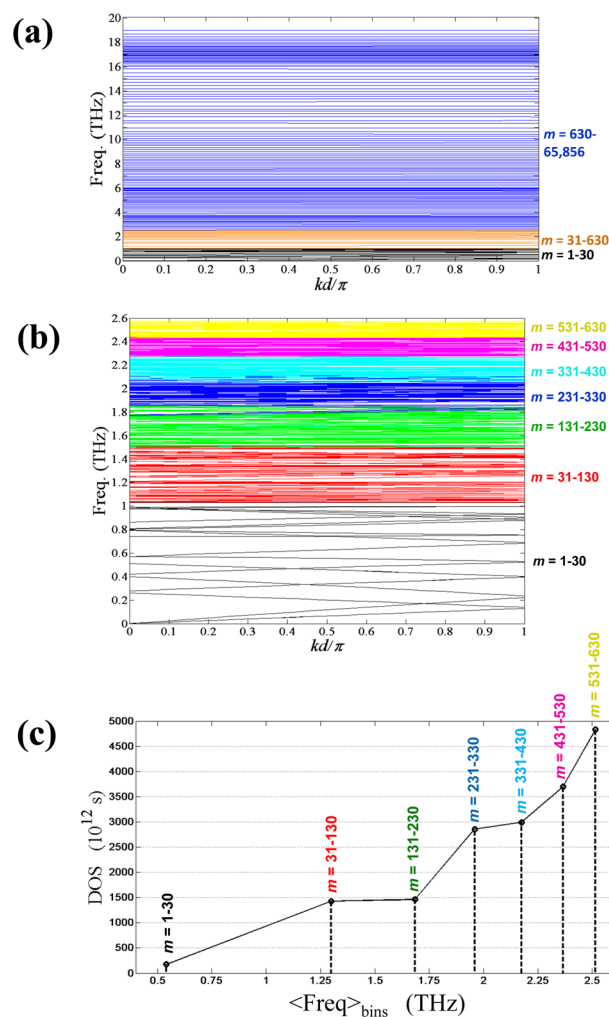 (a)
Freq. (THz)
20
18
16
14
12
10
8
6
4
2
0
m = 630-
65,856
m = 31-630
m = 1-30
0 0.1 0.2 0.3 0.4 0.5 0.6 0.7 0.8 0.9 1
kd/π
(b)
Freq. (THz)
2.6
2.4
2.2
2
1.8
1.6
1.4
1.2
1
0.8
0.6
0.4
0.2
0
m = 531-630
m = 431-530
m = 331-430
m = 231-330
m = 131-230
m = 31-130
m = 1-30
0 0.1 0.2 0.3 0.4 0.5 0.6 0.7 0.8 0.9 1
kd/π
(c)
DOS (10¹² s)
5000
4500
4000
3500
3000
2500
2000
1500
1000
500
0
m = 1-30
m = 31-130
m = 131-230
m = 231-330
m = 331-430
m = 431-530
m = 531-630
0.5 0.75 1 1.25 1.5 1.75 2 2.25 2.5
<Freq>bins (THz)